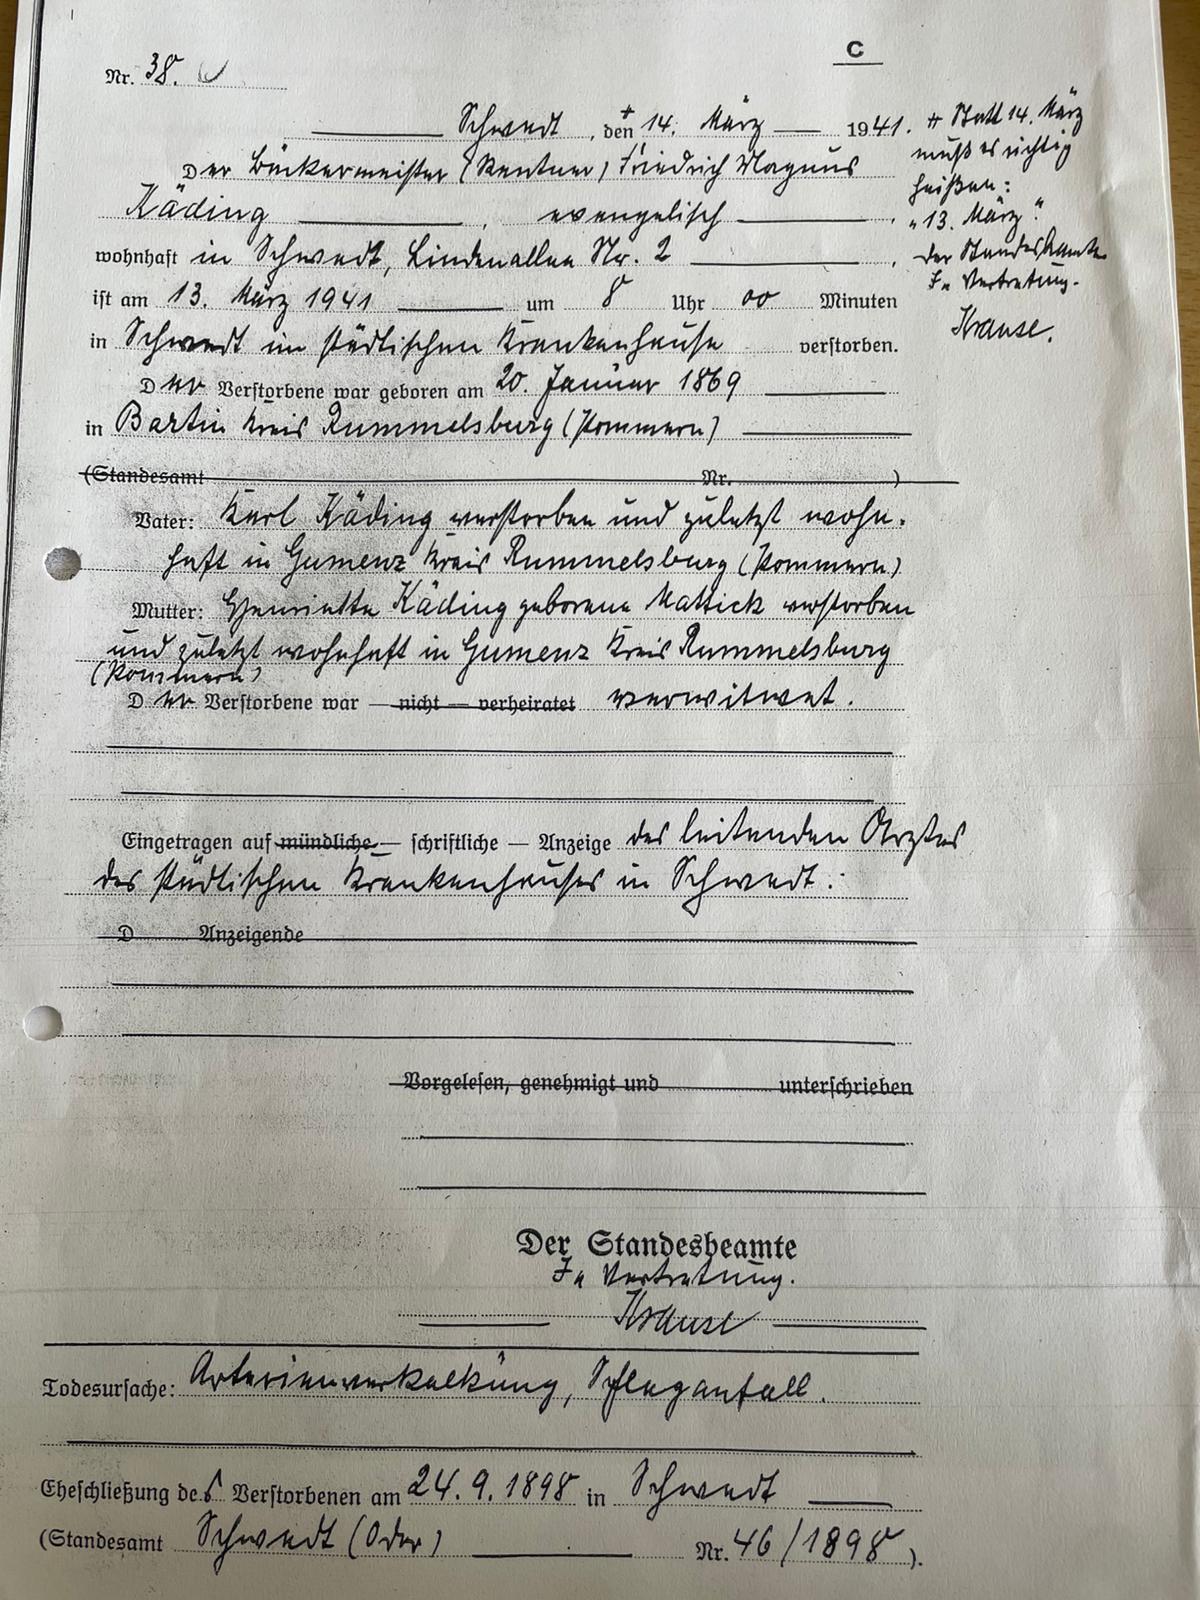 C
Nr. 38.
Schwedt, den 14. März 1941.
Der Bäckermeister (Rentner) Friedrich Magnus
Käding, evangelisch,
wohnhaft in Schwedt, Lindenallee Nr. 2,
ist am 13. März 1941 um 8 Uhr 00 Minuten
in Schwedt im städtischen Krankenhause verstorben.
Der Verstorbene war geboren am 20. Januar 1869
in Bartin Kreis Rummelsburg (Pommern)
(Standesamt Nr. )
Vater: Karl Käding verstorben und zuletzt wohn-
haft in Gumenz Kreis Rummelsburg (Pommern)
Mutter: Henriette Käding geborene Mattick verstorben
und zuletzt wohnhaft in Gumenz Kreis Rummelsburg
(Pommern)
Der Verstorbene war — nicht — verheiratet verwitwet.
Eingetragen auf mündliche — schriftliche — Anzeige des leitenden Arztes
des städtischen Krankenhauses in Schwedt.
D Anzeigende
Vorgelesen, genehmigt und unterschrieben
Der Standesbeamte
In Vertretung.
Krause
Todesursache: Arterienverkalkung, Schlaganfall.
Eheschließung des Verstorbenen am 24.9.1898 in Schwedt
(Standesamt Schwedt (Oder) Nr. 46/1898).
+ Statt 14. März
muß es richtig
heißen:
"13. März"
Der Standesbeamte
In Vertretung.
Krause.